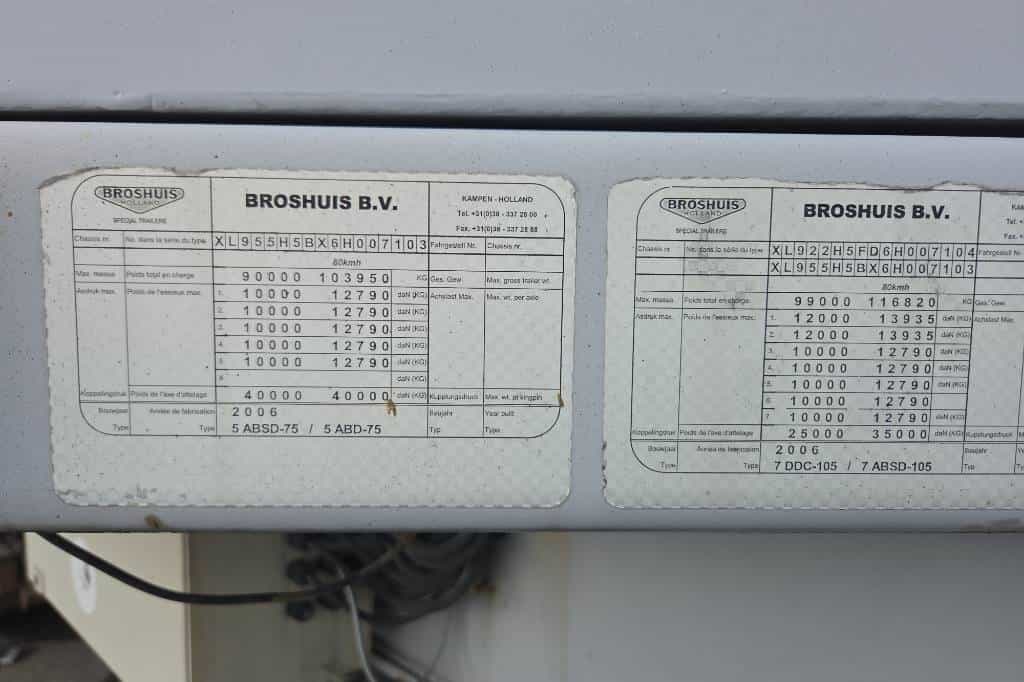 BROSHUIS
HOLLAND
SPECIAL TRAILERS
BROSHUIS B.V.
KAMPEN - HOLLAND
Chassis nr. No. dans la série du type XL955H5BX6H007103 Fahrgestell Nr. Chassis nr.
80kmh
Max. massa Poids total en charge 90000 103950 KG Ges. Gew. Max. gross trailer wt.
Asdruk max. Poids de l'essieux max. 1. 10000 12790 daN (KG) Achslast Max. Max. wt. per axle
2. 10000 12790 daN (KG)
3. 10000 12790 daN (KG)
4. 10000 12790 daN (KG)
5. 10000 12790 daN (KG)
6. daN (KG)
Koppelingdruk Poids de l'axe d'attelage 40000 40000 daN (KG) Kupplungsdruck Max. wt. at kingpin
Bouwjaar Année de fabrication 2006 Baujahr Year built
Type Type 5 ABSD-75 / 5 ABD-75 Typ Type
BROSHUIS
HOLLAND
SPECIAL TRAILERS
BROSHUIS B.V.
Chassis nr. No. dans la série du type XL922H5FD6H007104 Fahrgestell Nr.
XL955H5BX6H007103
80kmh
Max. massa Poids total en charge 99000 116820 KG Ges. Gew.
Asdruk max. Poids de l'essieux max. 1. 12000 13935 daN (KG) Achslast Max.
2. 12000 13935 daN (KG)
3. 10000 12790 daN (KG)
4. 10000 12790 daN (KG)
5. 10000 12790 daN (KG)
6. 10000 12790 daN (KG)
7. 10000 12790 daN (KG)
Koppelingdruk Poids de l'axe d'attelage 25000 35000 daN (KG) Kupplungsdruck
Bouwjaar Année de fabrication 2006 Baujahr
Type Type 7 DDC-105 / 7 ABSD-105 Typ